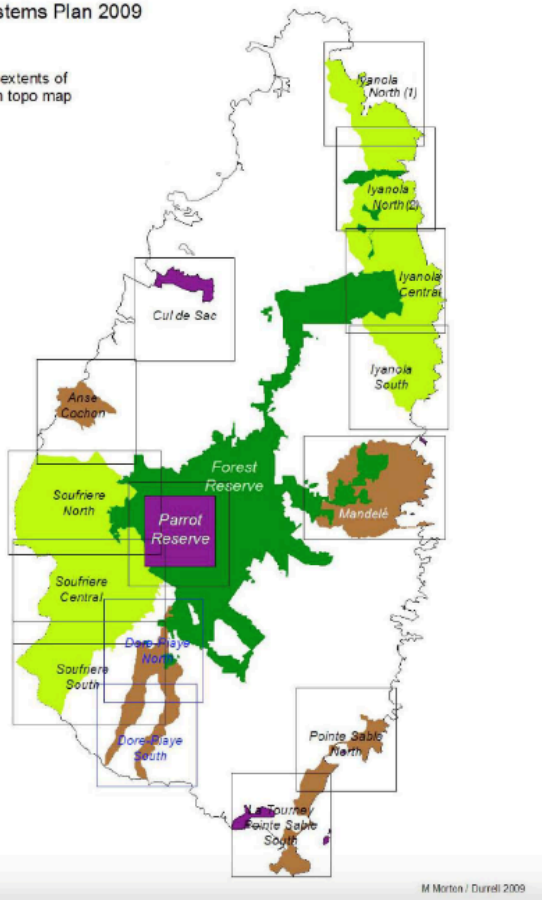 stems Plan 2009
extents of
n topo map
Iyanola
North (1)
Iyanola
North(2)
Iyanola
Central
Cul de Sac
Iyanola
South
Anse
Cochon
Forest
Reserve
Soufriere
North
Parrot
Reserve
Mandelé
Soufriere
Central
Dore-Piaye
North
Soufriere
South
Dore-Piaye
South
Pointe Sable
North
La Tourney
Pointe Sable
South
M Morton / Durrell 2009